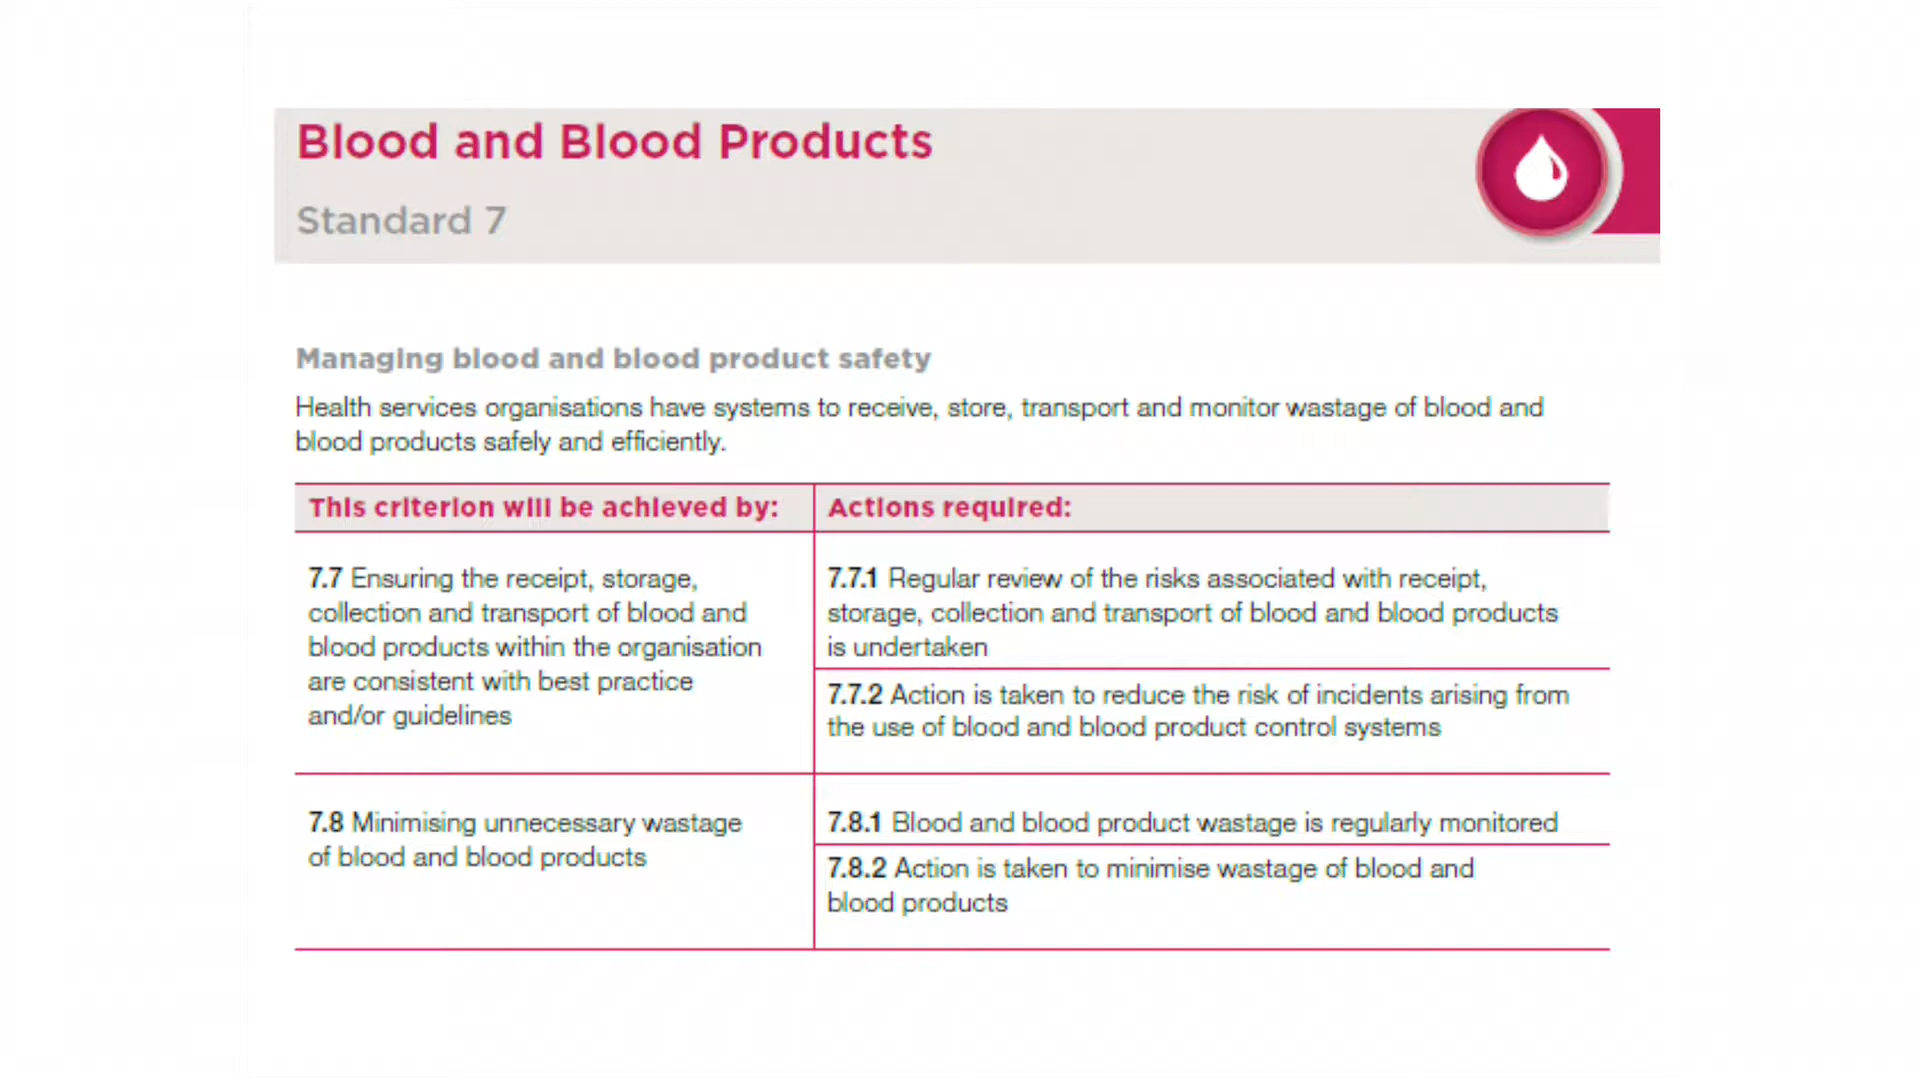 Blood and Blood Products
Standard 7
Managing blood and blood product safety
Health services organisations have systems to receive, store, transport and monitor wastage of blood and
blood products safely and efficiently.
This criterion will be achieved by:
Actions required:
7.7 Ensuring the receipt, storage,
collection and transport of blood and
blood products within the organisation
are consistent with best practice
and/or guidelines
7.7.1 Regular review of the risks associated with receipt,
storage, collection and transport of blood and blood products
is undertaken
7.7.2 Action is taken to reduce the risk of incidents arising from
the use of blood and blood product control systems
7.8 Minimising unnecessary wastage
of blood and blood products
7.8.1 Blood and blood product wastage is regularly monitored
7.8.2 Action is taken to minimise wastage of blood and
blood products